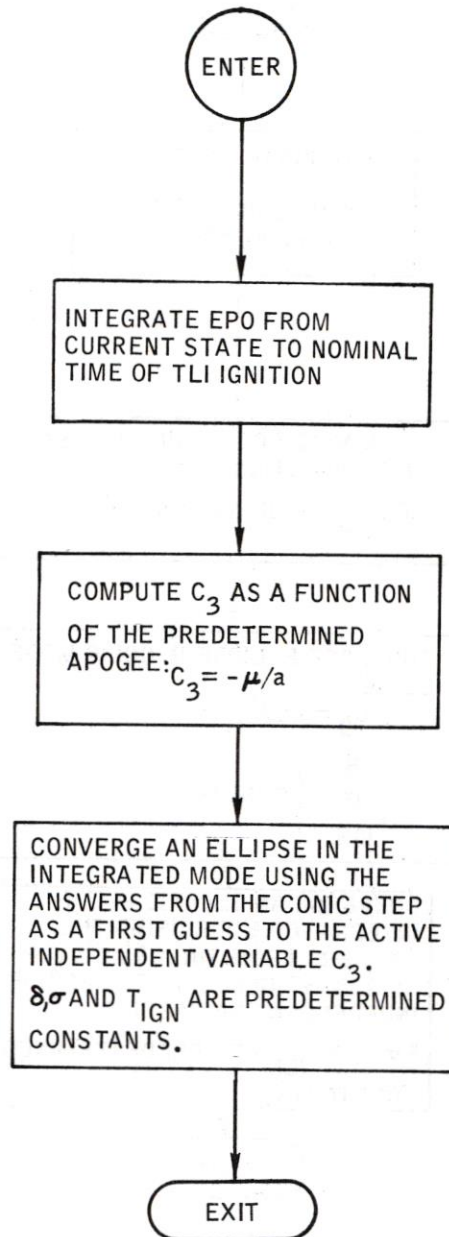 ENTER
INTEGRATE EPO FROM
CURRENT STATE TO NOMINAL
TIME OF TLI IGNITION
COMPUTE C₃ AS A FUNCTION
OF THE PREDETERMINED
APOGEE: C₃ = -μ/a
CONVERGE AN ELLIPSE IN THE
INTEGRATED MODE USING THE
ANSWERS FROM THE CONIC STEP
AS A FIRST GUESS TO THE ACTIVE
INDEPENDENT VARIABLE C₃.
δ,σ AND T_IGN ARE PREDETERMINED
CONSTANTS.
EXIT